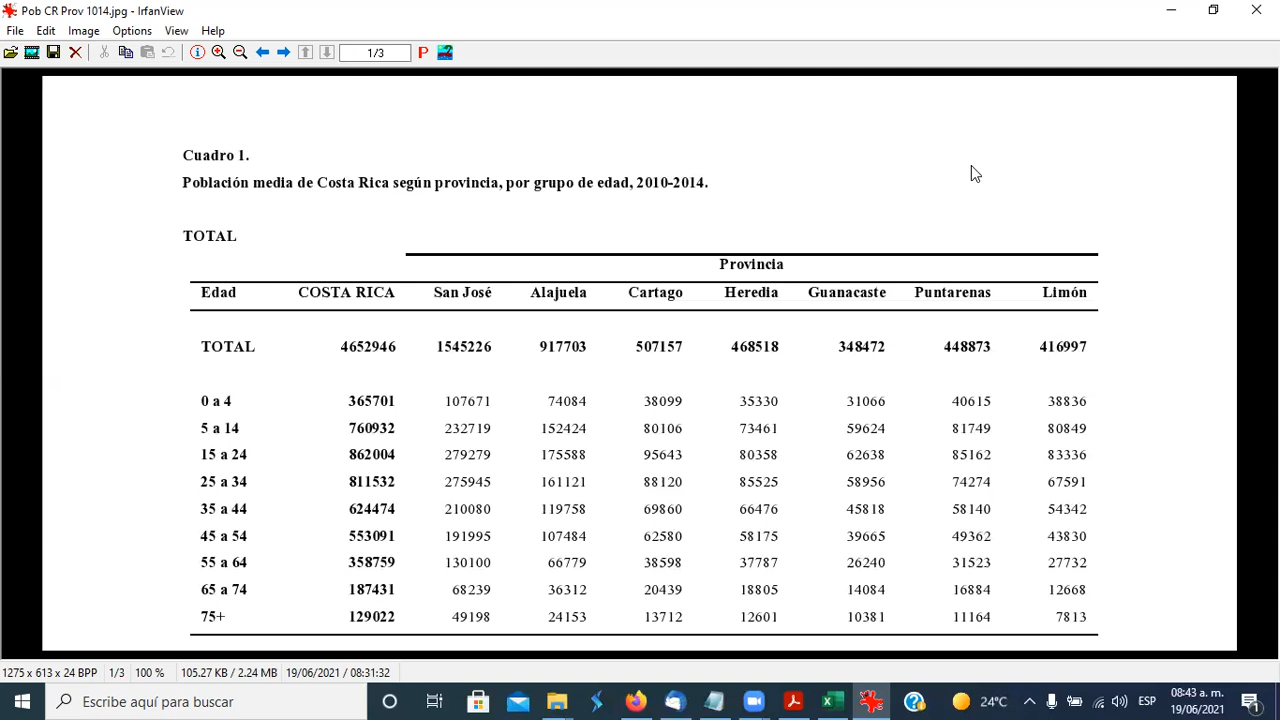 Pob CR Prov 1014.jpg - IrfanView
File Edit Image Options View Help
1/3
Cuadro 1.
Población media de Costa Rica según provincia, por grupo de edad, 2010-2014.
TOTAL
Provincia
Edad COSTA RICA San José Alajuela Cartago Heredia Guanacaste Puntarenas Limón
TOTAL 4652946 1545226 917703 507157 468518 348472 448873 416997
0 a 4 365701 107671 74084 38099 35330 31066 40615 38836
5 a 14 760932 232719 152424 80106 73461 59624 81749 80849
15 a 24 862004 279279 175588 95643 80358 62638 85162 83336
25 a 34 811532 275945 161121 88120 85525 58956 74274 67591
35 a 44 624474 210080 119758 69860 66476 45818 58140 54342
45 a 54 553091 191995 107484 62580 58175 39665 49362 43830
55 a 64 358759 130100 66779 38598 37787 26240 31523 27732
65 a 74 187431 68239 36312 20439 18805 14084 16884 12668
75+ 129022 49198 24153 13712 12601 10381 11164 7813
1275 x 613 x 24 BPP 1/3 100 % 105.27 KB / 2.24 MB 19/06/2021 / 08:31:32
Escribe aquí para buscar 24°C ESP 08:43 a. m.
19/06/2021